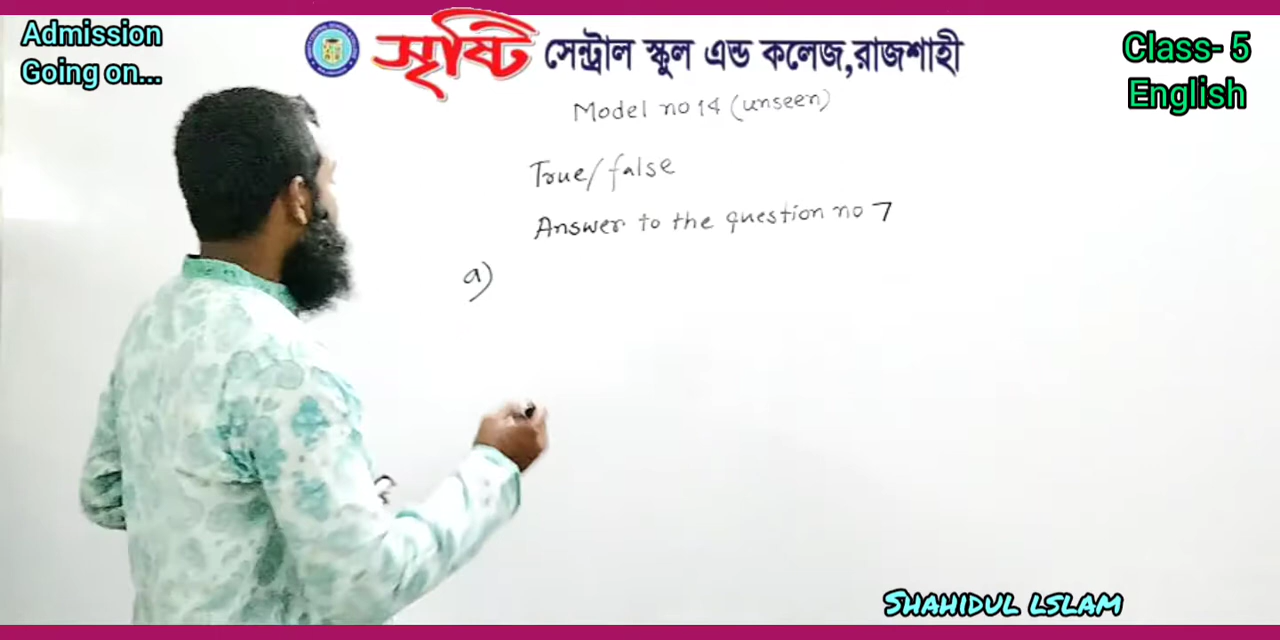 Admission
Going on...
সৃষ্টি সেন্ট্রাল স্কুল এন্ড কলেজ,রাজশাহী
Class- 5
English
Model no 14 (unseen)
True/false
Answer to the question no 7
a)
SHAHIDUL LSLAM